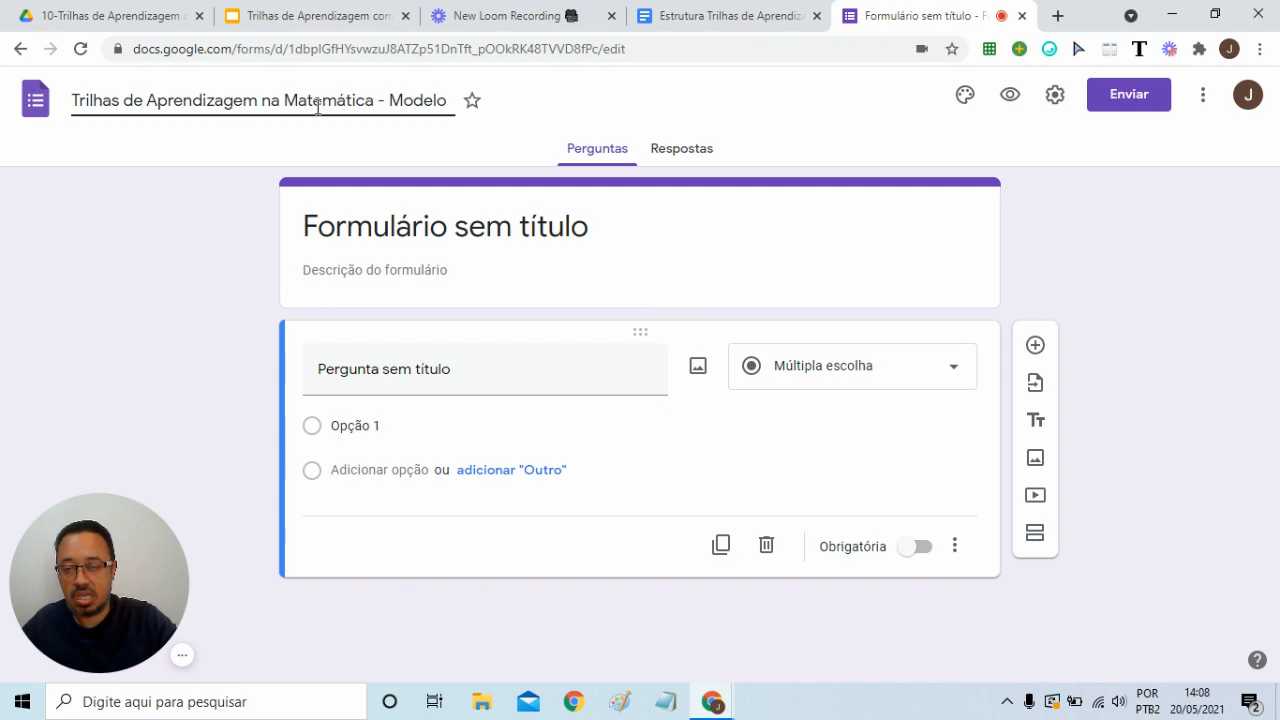 10-Trilhas de Aprendizagem c
Trilhas de Aprendizagem com
New Loom Recording
Estrutura Trilhas de Aprendiza
Formulário sem título - F
docs.google.com/forms/d/1dbpIGfHYsvwzuJ8ATZp51DnTft_pOOkRK48TVVD8fPc/edit
J
Trilhas de Aprendizagem na Matemática - Modelo
Enviar
J
Perguntas
Respostas
Formulário sem título
Descrição do formulário
Pergunta sem título
Múltipla escolha
Opção 1
Adicionar opção ou adicionar "Outro"
Tт
Obrigatória
Digite aqui para pesquisar
POR
PTB2
14:08
20/05/2021
2